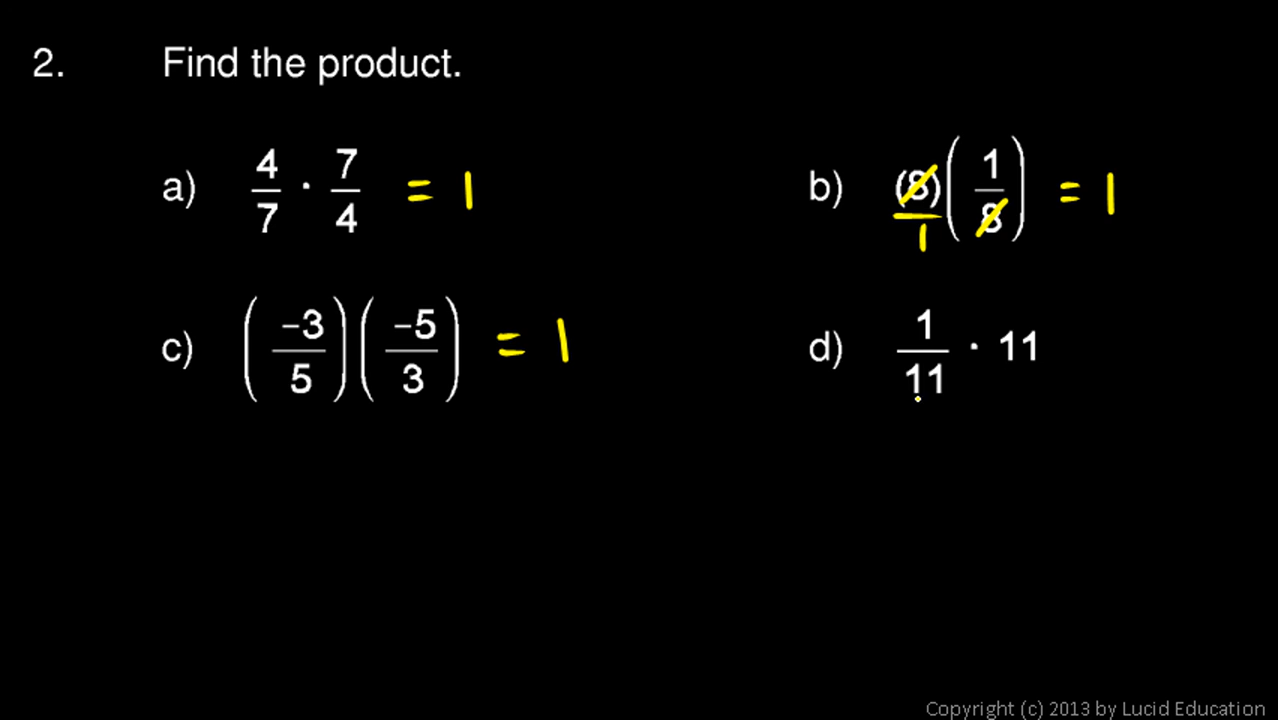 2. Find the product.
a) 4/7 · 7/4 = 1
b) (8)/1 (1/8) = 1
c) (-3/5)(-5/3) = 1
d) 1/11 · 11
Copyright (c) 2013 by Lucid Education